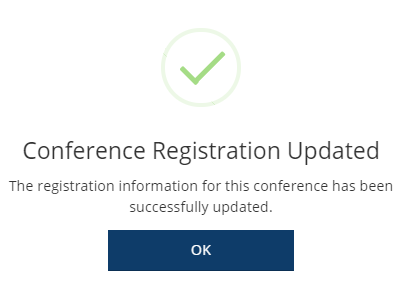 Conference Registration Updated
The registration information for this conference has been
successfully updated.
OK